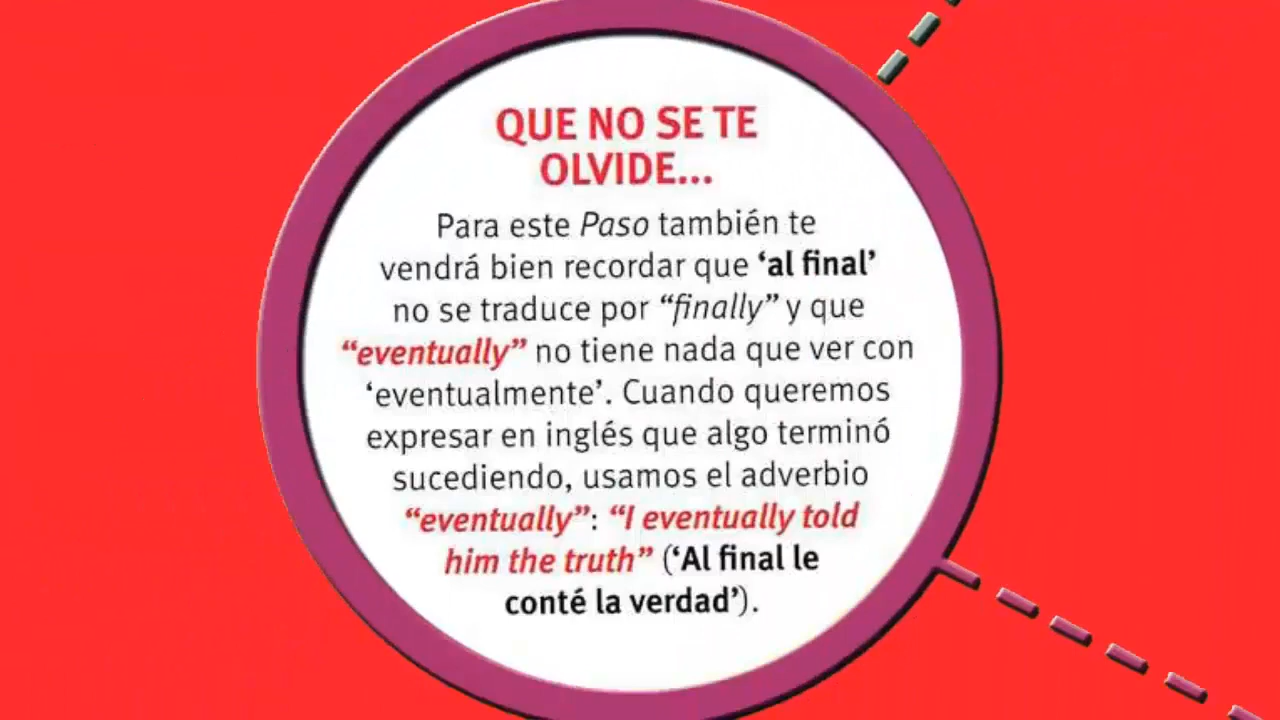 QUE NO SE TE
OLVIDE...
Para este Paso también te
vendrá bien recordar que ‘al final’
no se traduce por “finally” y que
“eventually” no tiene nada que ver con
‘eventualmente’. Cuando queremos
expresar en inglés que algo terminó
sucediendo, usamos el adverbio
“eventually”: “I eventually told
him the truth” (‘Al final le
conté la verdad’).